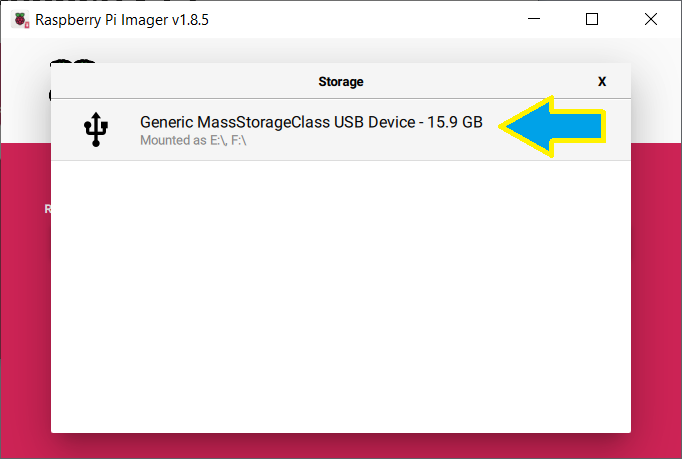 Raspberry Pi Imager v1.8.5
Storage
X
Generic MassStorageClass USB Device - 15.9 GB
Mounted as E:\, F:\
R